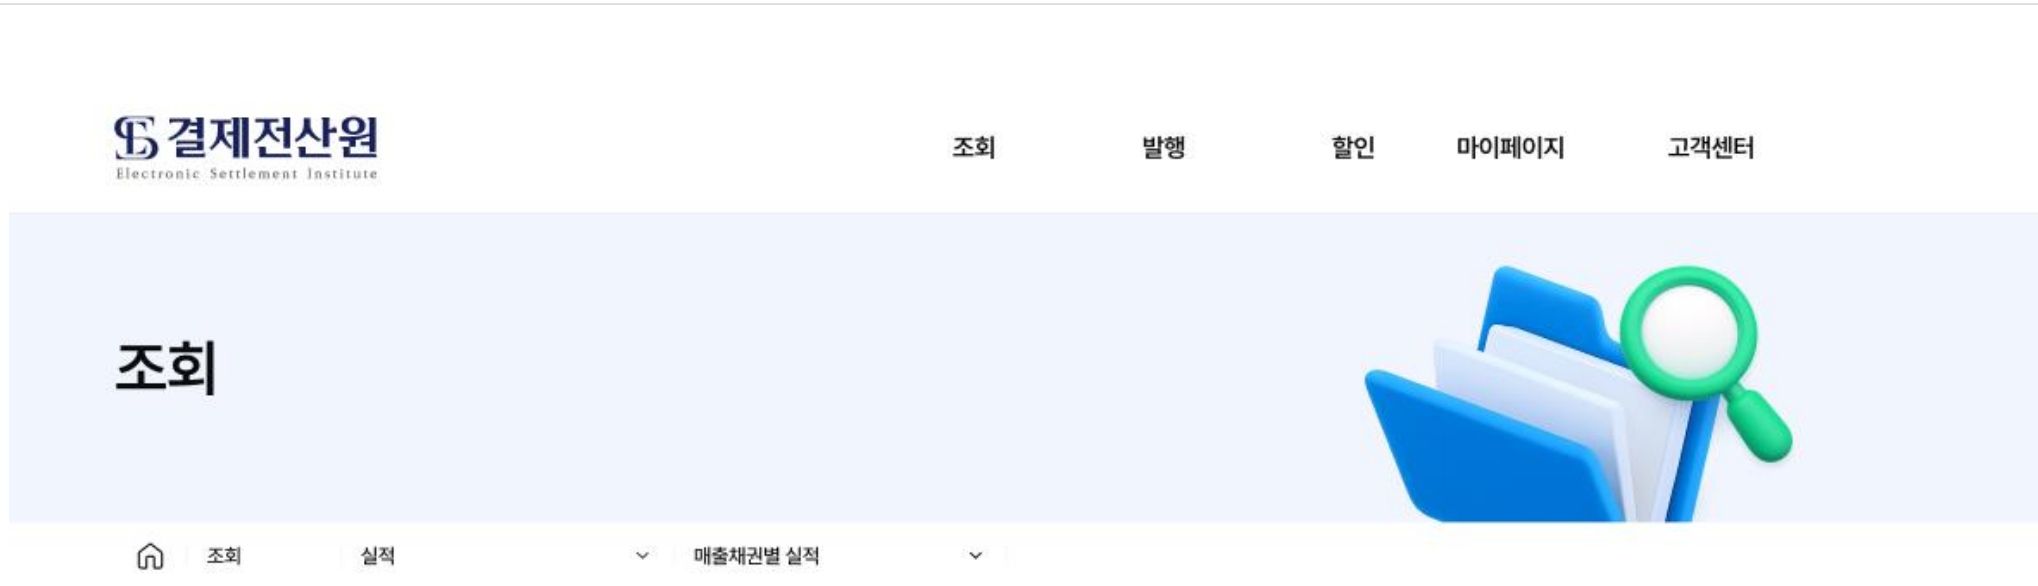 결제전산원
Electronic Settlement Institute
조회 발행 할인 마이페이지 고객센터
조회
조회 실적 매출채권별 실적